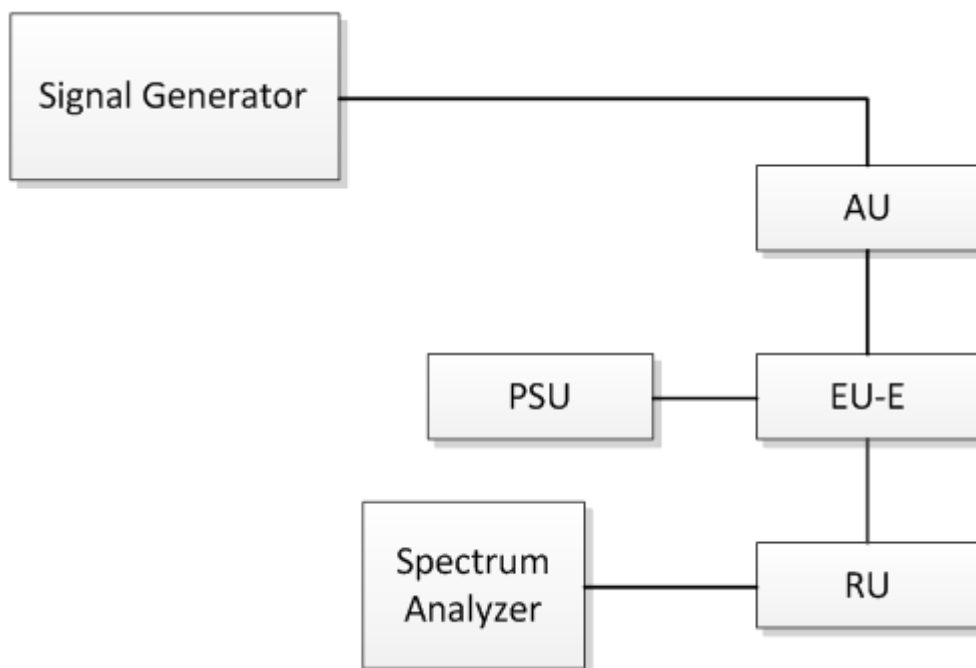 Signal Generator
AU
PSU
EU-E
Spectrum
Analyzer
RU